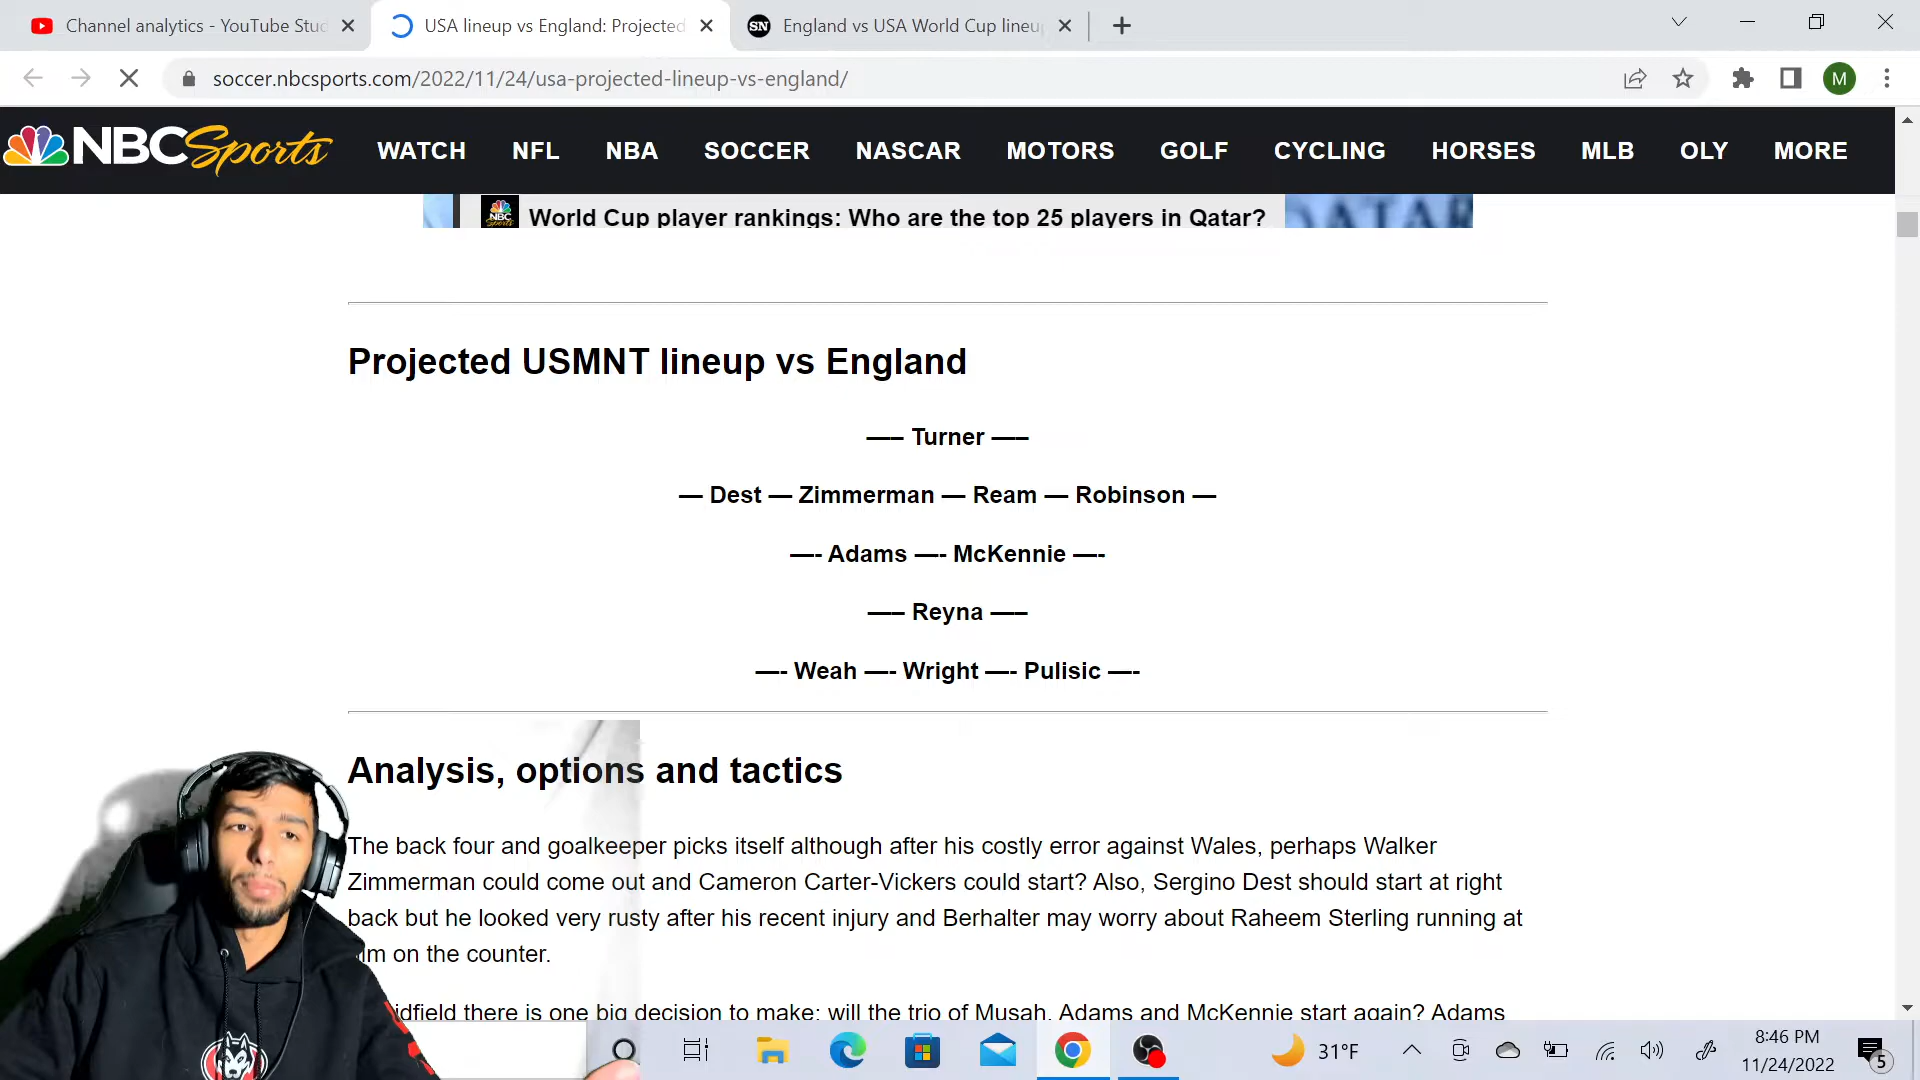 Channel analytics - YouTube Stud
USA lineup vs England: Projected
SN
England vs USA World Cup lineu
soccer.nbcsports.com/2022/11/24/usa-projected-lineup-vs-england/
M
NBC Sports
WATCH NFL NBA SOCCER NASCAR MOTORS GOLF CYCLING HORSES MLB OLY MORE
World Cup player rankings: Who are the top 25 players in Qatar?
QATAR
Projected USMNT lineup vs England
—– Turner —–
— Dest — Zimmerman — Ream — Robinson —
—- Adams —- McKennie —-
—– Reyna —–
—- Weah —- Wright —- Pulisic —-
Analysis, options and tactics
The back four and goalkeeper picks itself although after his costly error against Wales, perhaps Walker
Zimmerman could come out and Cameron Carter-Vickers could start? Also, Sergino Dest should start at right
back but he looked very rusty after his recent injury and Berhalter may worry about Raheem Sterling running at
im on the counter.
idfield there is one big decision to make: will the trio of Musah, Adams and McKennie start again? Adams
31°F
8:46 PM
11/24/2022
5